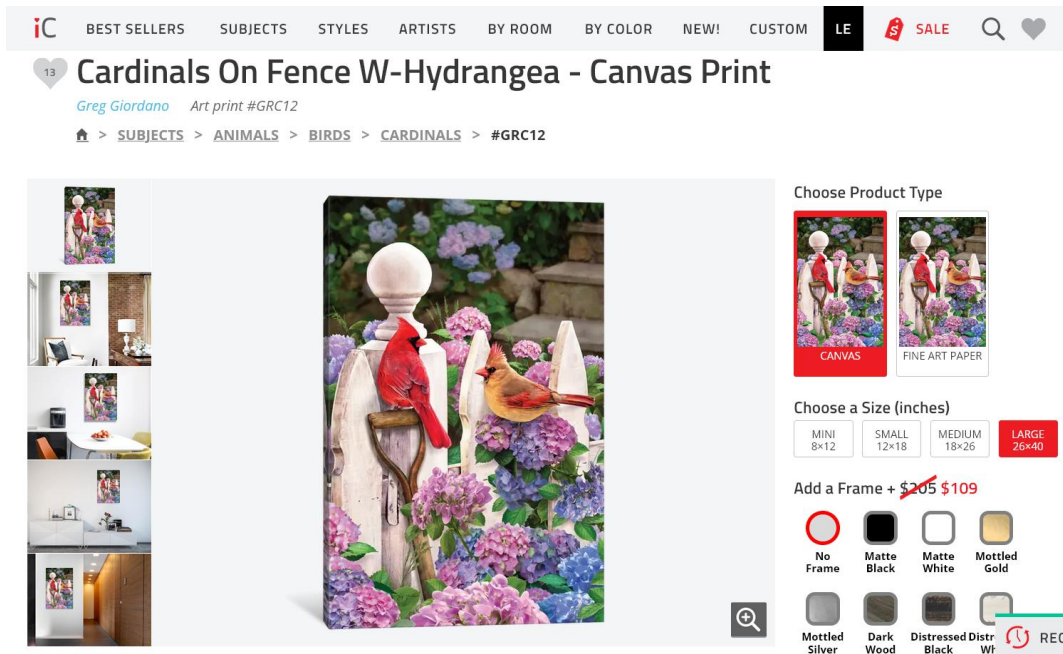 iC BEST SELLERS SUBJECTS STYLES ARTISTS BY ROOM BY COLOR NEW! CUSTOM LE $ SALE
13 Cardinals On Fence W-Hydrangea - Canvas Print
Greg Giordano Art print #GRC12
> SUBJECTS > ANIMALS > BIRDS > CARDINALS > #GRC12
Choose Product Type
CANVAS FINE ART PAPER
Choose a Size (inches)
MINI SMALL MEDIUM LARGE
8×12 12×18 18×26 26×40
Add a Frame + $205 $109
No Matte Matte Mottled
Frame Black White Gold
Mottled Dark Distressed Distr
Silver Wood Black Wh
REC